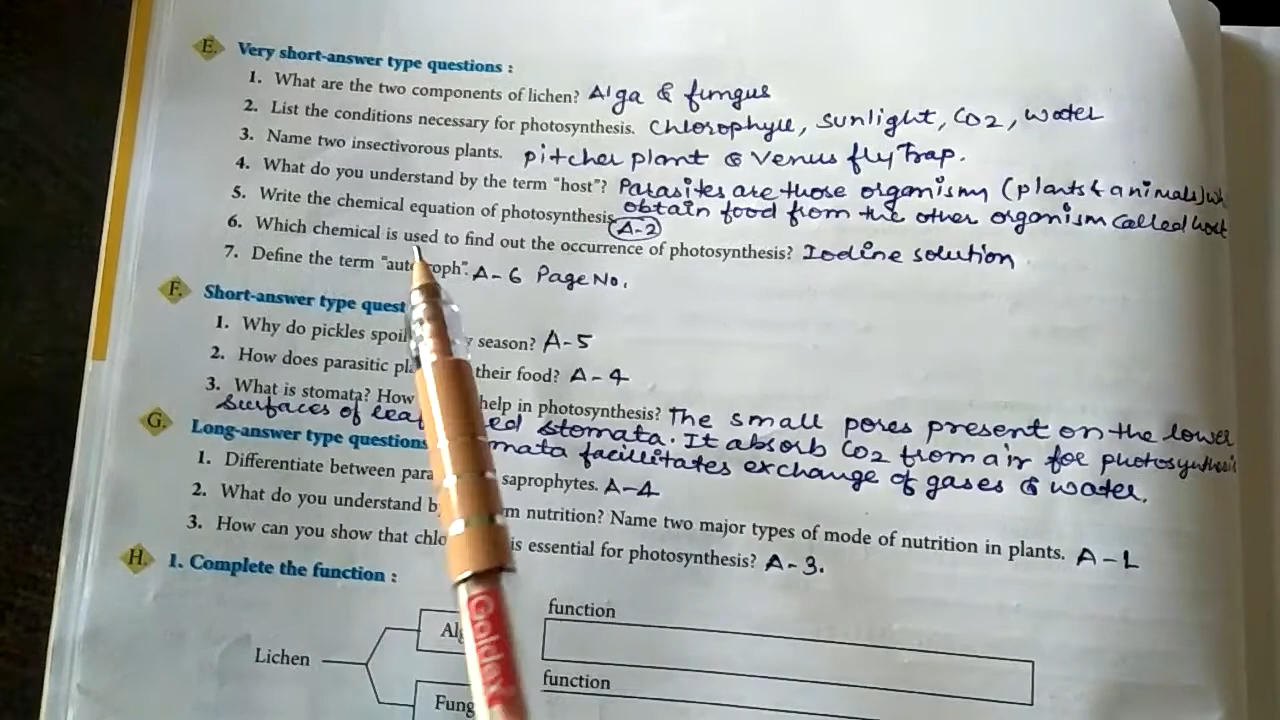 E. Very short-answer type questions :
1. What are the two components of lichen? Alga & fungus
2. List the conditions necessary for photosynthesis. Chlorophyll, sunlight, CO2, water
3. Name two insectivorous plants. pitcher plant & Venus fly Trap.
4. What do you understand by the term "host"? Parasites are those organism (plants & animals)
obtain food from the other organism called host
5. Write the chemical equation of photosynthesis. A-2
6. Which chemical is used to find out the occurrence of photosynthesis? Iodine solution
7. Define the term "autotroph". A-6 Page No.
F. Short-answer type
1. Why do pickles spoil season? A-5
2. How does parasitic their food? A-4
3. What is stomata? How help in photosynthesis? The small pores present on the lower
Surfaces of stomata. It absorb CO2 from air for photosynthesis
G. Long-answer type questions facillitates exchange of gases & water.
1. Differentiate between saprophytes. A-4
2. What do you understand nutrition? Name two major types of mode of nutrition in plants. A-1
3. How can you show that is essential for photosynthesis? A-3.
H. 1. Complete the function :
function
Lichen
function
Goldex